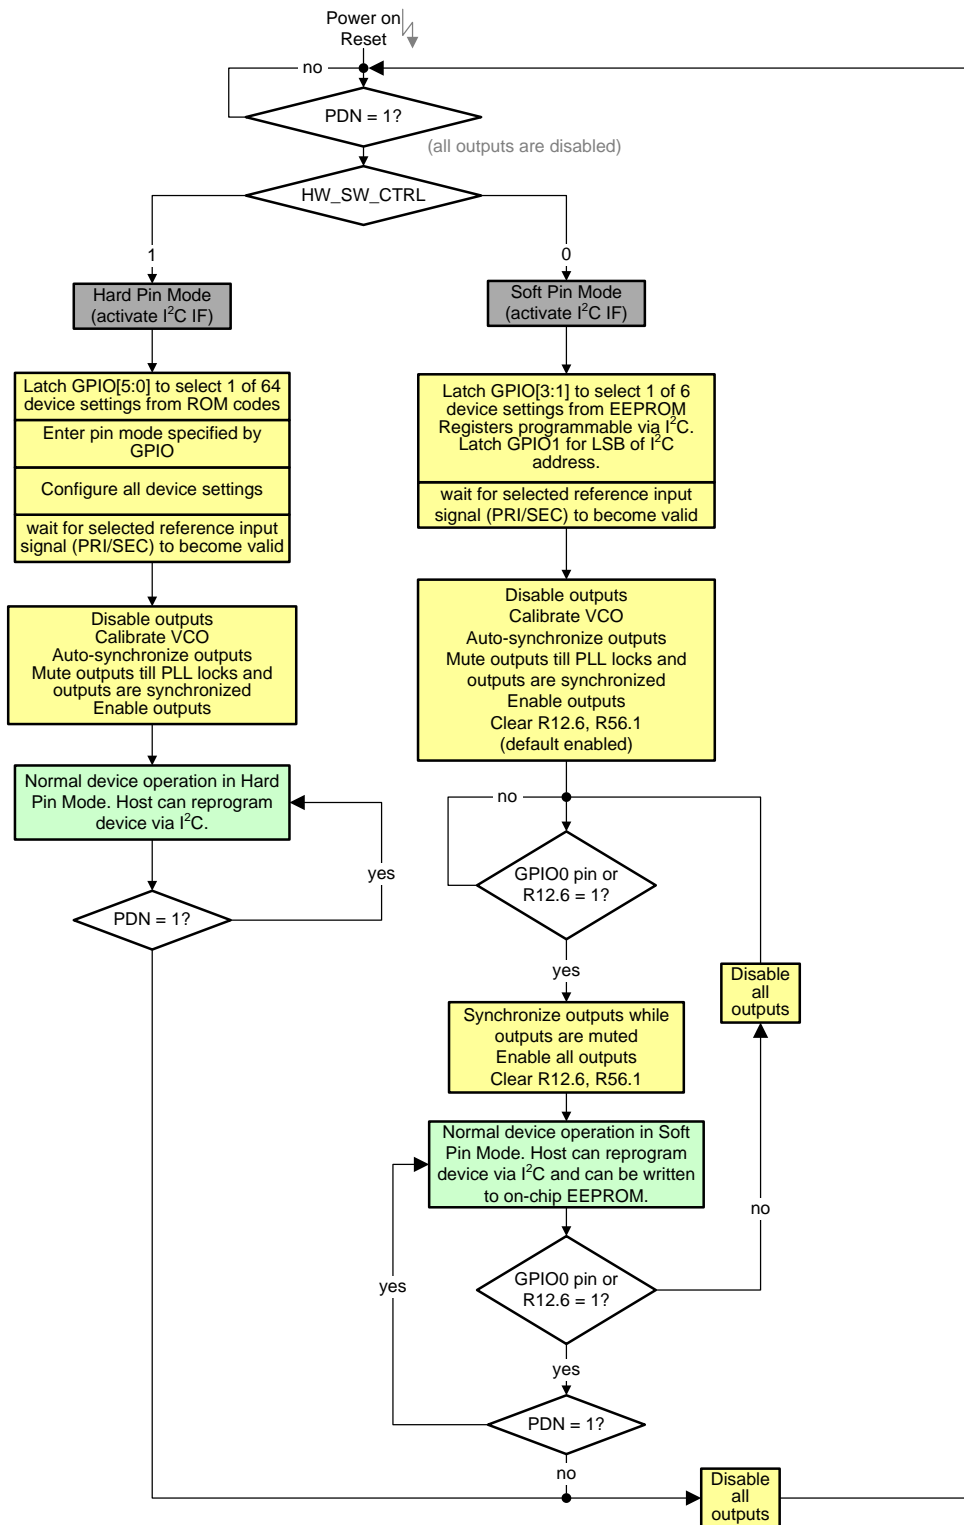 Power on
Reset
no
PDN = 1?
(all outputs are disabled)
HW_SW_CTRL
1
0
Hard Pin Mode
(activate I²C IF)
Soft Pin Mode
(activate I²C IF)
Latch GPIO[5:0] to select 1 of 64
device settings from ROM codes
Enter pin mode specified by
GPIO
Configure all device settings
wait for selected reference input
signal (PRI/SEC) to become valid
Latch GPIO[3:1] to select 1 of 6
device settings from EEPROM
Registers programmable via I²C.
Latch GPIO1 for LSB of I²C
address.
wait for selected reference input
signal (PRI/SEC) to become valid
Disable outputs
Calibrate VCO
Auto-synchronize outputs
Mute outputs till PLL locks and
outputs are synchronized
Enable outputs
Disable outputs
Calibrate VCO
Auto-synchronize outputs
Mute outputs till PLL locks and
outputs are synchronized
Enable outputs
Clear R12.6, R56.1
(default enabled)
Normal device operation in Hard
Pin Mode. Host can reprogram
device via I²C.
yes
PDN = 1?
no
GPIO0 pin or
R12.6 = 1?
yes
Disable
all
outputs
Synchronize outputs while
outputs are muted
Enable all outputs
Clear R12.6, R56.1
Normal device operation in Soft
Pin Mode. Host can reprogram
device via I²C and can be written
to on-chip EEPROM.
no
GPIO0 pin or
R12.6 = 1?
yes
yes
PDN = 1?
no
Disable
all
outputs